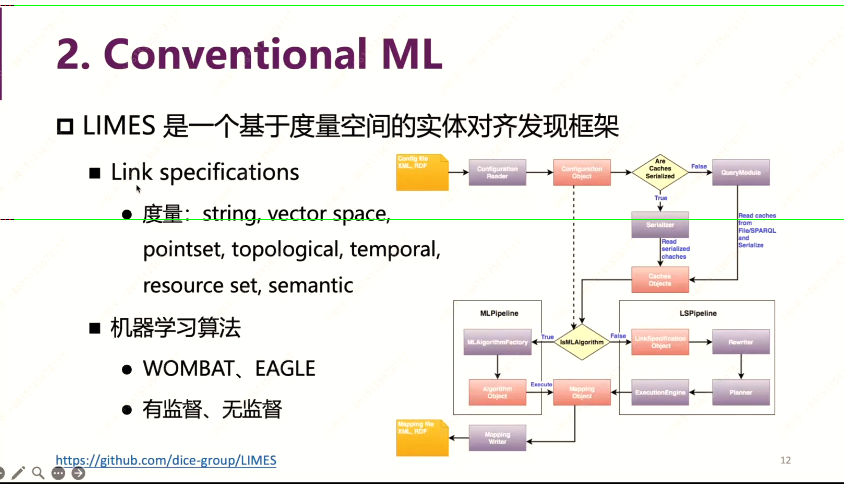 2. Conventional ML
LIMES 是一个基于度量空间的实体对齐发现框架
Link specifications
度量：string, vector space,
pointset, topological, temporal,
resource set, semantic
机器学习算法
WOMBAT、EAGLE
有监督、无监督
Config file
XML, RDF
Configuration
Reader
Configuration
Object
Are
Caches
Serialized
False
QueryModule
True
Serializer
Read
serialized
chaches
Read caches
from
File/SPARQL
and
Serialize
Caches
Objects
MLPipeline
LSPipeline
MLAlgorithmFactory
True
IsMLAlgorithm
False
LinkSpecification
Object
Rewriter
Algorithm
Object
Execute
Mapping
Object
ExecutionEngine
Planner
Mapping file
XML, RDF
Mapping
Writer
https://github.com/dice-group/LIMES
12